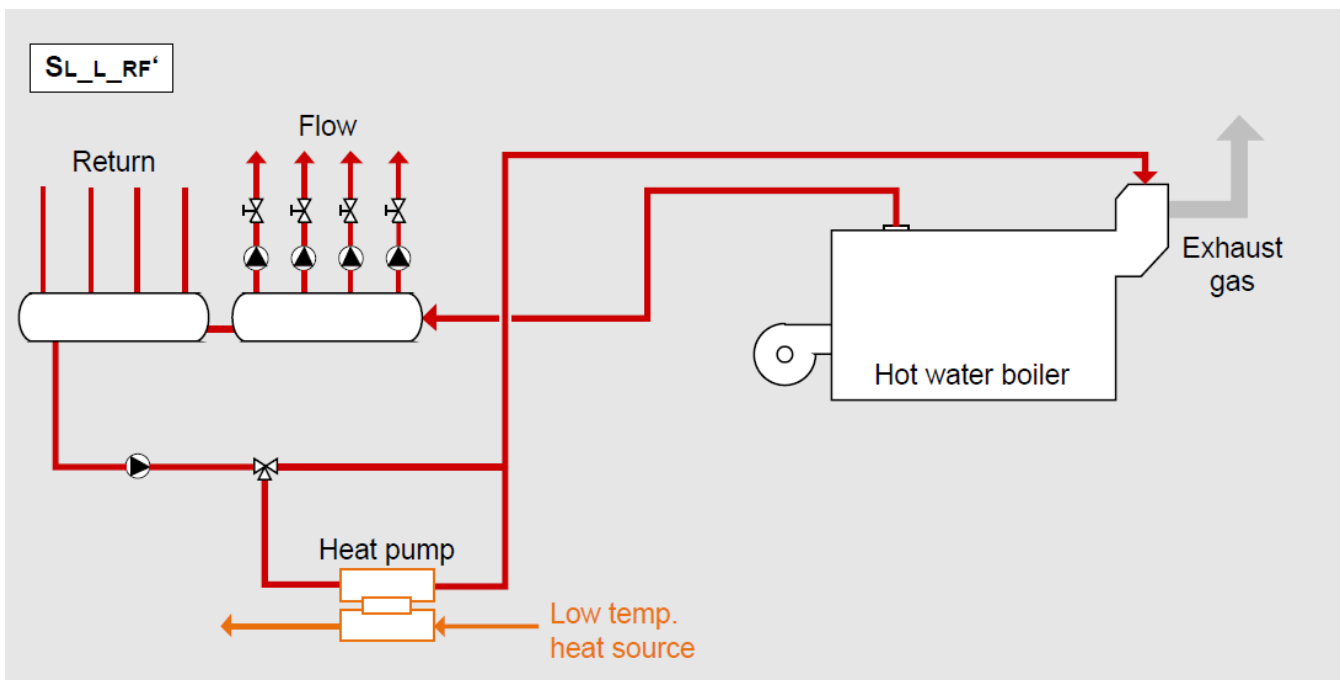 SL_L_RF‘
Flow
Return
Exhaust
gas
Hot water boiler
Heat pump
Low temp.
heat source